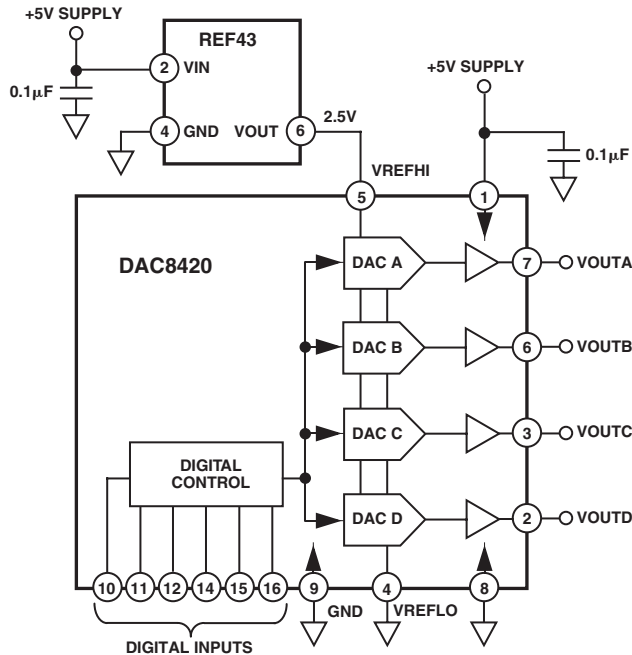 +5V SUPPLY
REF43
2 VIN
0.1µF
4 GND VOUT 6
2.5V
+5V SUPPLY
0.1µF
VREFHI
5
1
DAC8420
DAC A
7 VOUTA
DAC B
6 VOUTB
DAC C
3 VOUTC
DIGITAL
CONTROL
DAC D
2 VOUTD
10 11 12 14 15 16 9 4 8
GND VREFLO
DIGITAL INPUTS